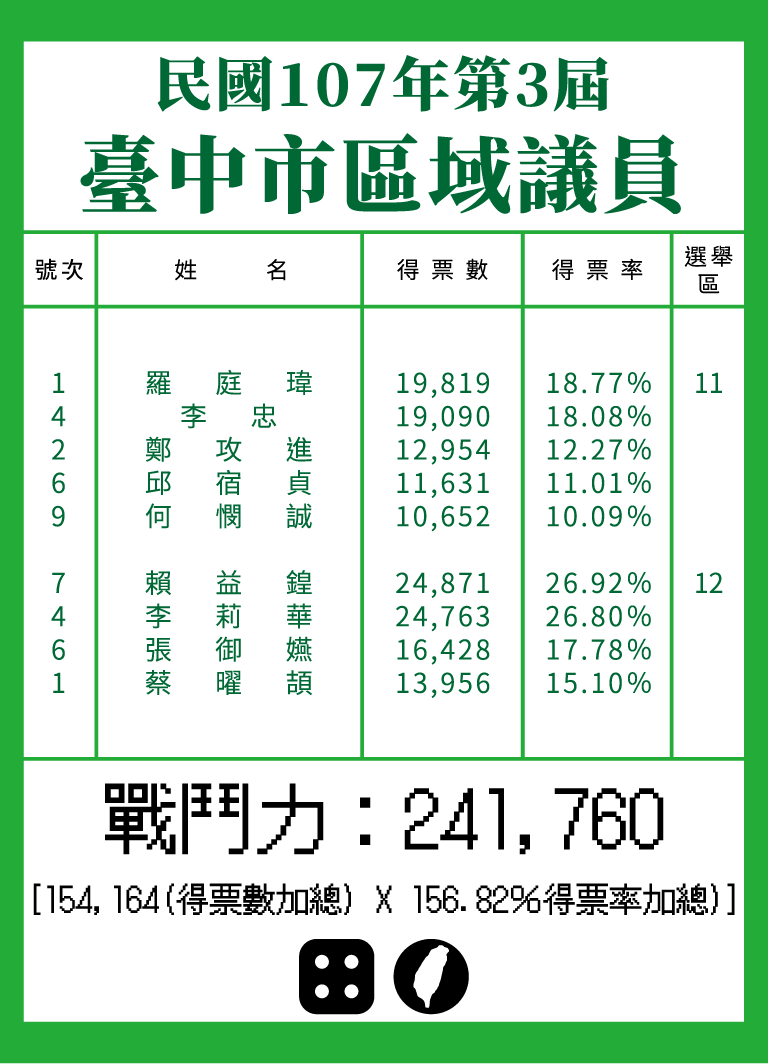 民國107年第3屆
臺中市區域議員
號次 姓名 得票數 得票率 選舉區
1 羅庭瑋 19,819 18.77% 11
4 李忠 19,090 18.08%
2 鄭攻進 12,954 12.27%
6 邱宿貞 11,631 11.01%
9 何憫誠 10,652 10.09%
7 賴益鍠 24,871 26.92% 12
4 李莉華 24,763 26.80%
6 張御嬿 16,428 17.78%
1 蔡曜頡 13,956 15.10%
戰鬥力：241,760
[154,164(得票數加總) X 156.82%得票率加總)]